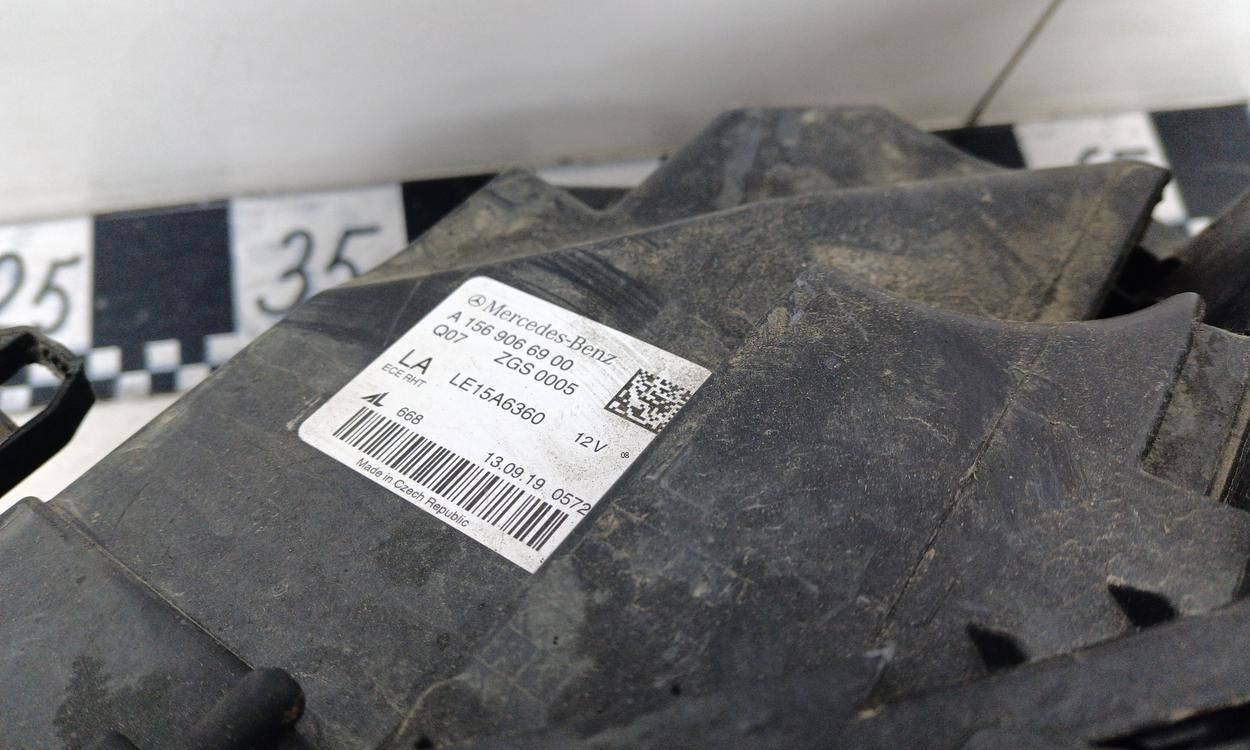 25
35
Mercedes-Benz
A 156 906 69 00
Q07 ZGS 0005
LA
ECE RHT
LE15A6360
668 12V
08
13.09.19 0572
Made in Czech Republic